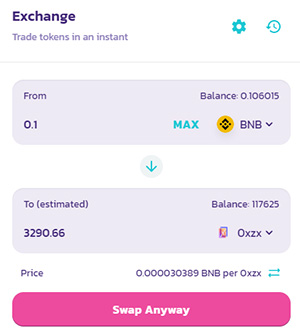 Exchange
Trade tokens in an instant
From Balance: 0.106015
0.1 MAX BNB
To (estimated) Balance: 117625
3290.66 0xzx
Price 0.000030389 BNB per 0xzx
Swap Anyway